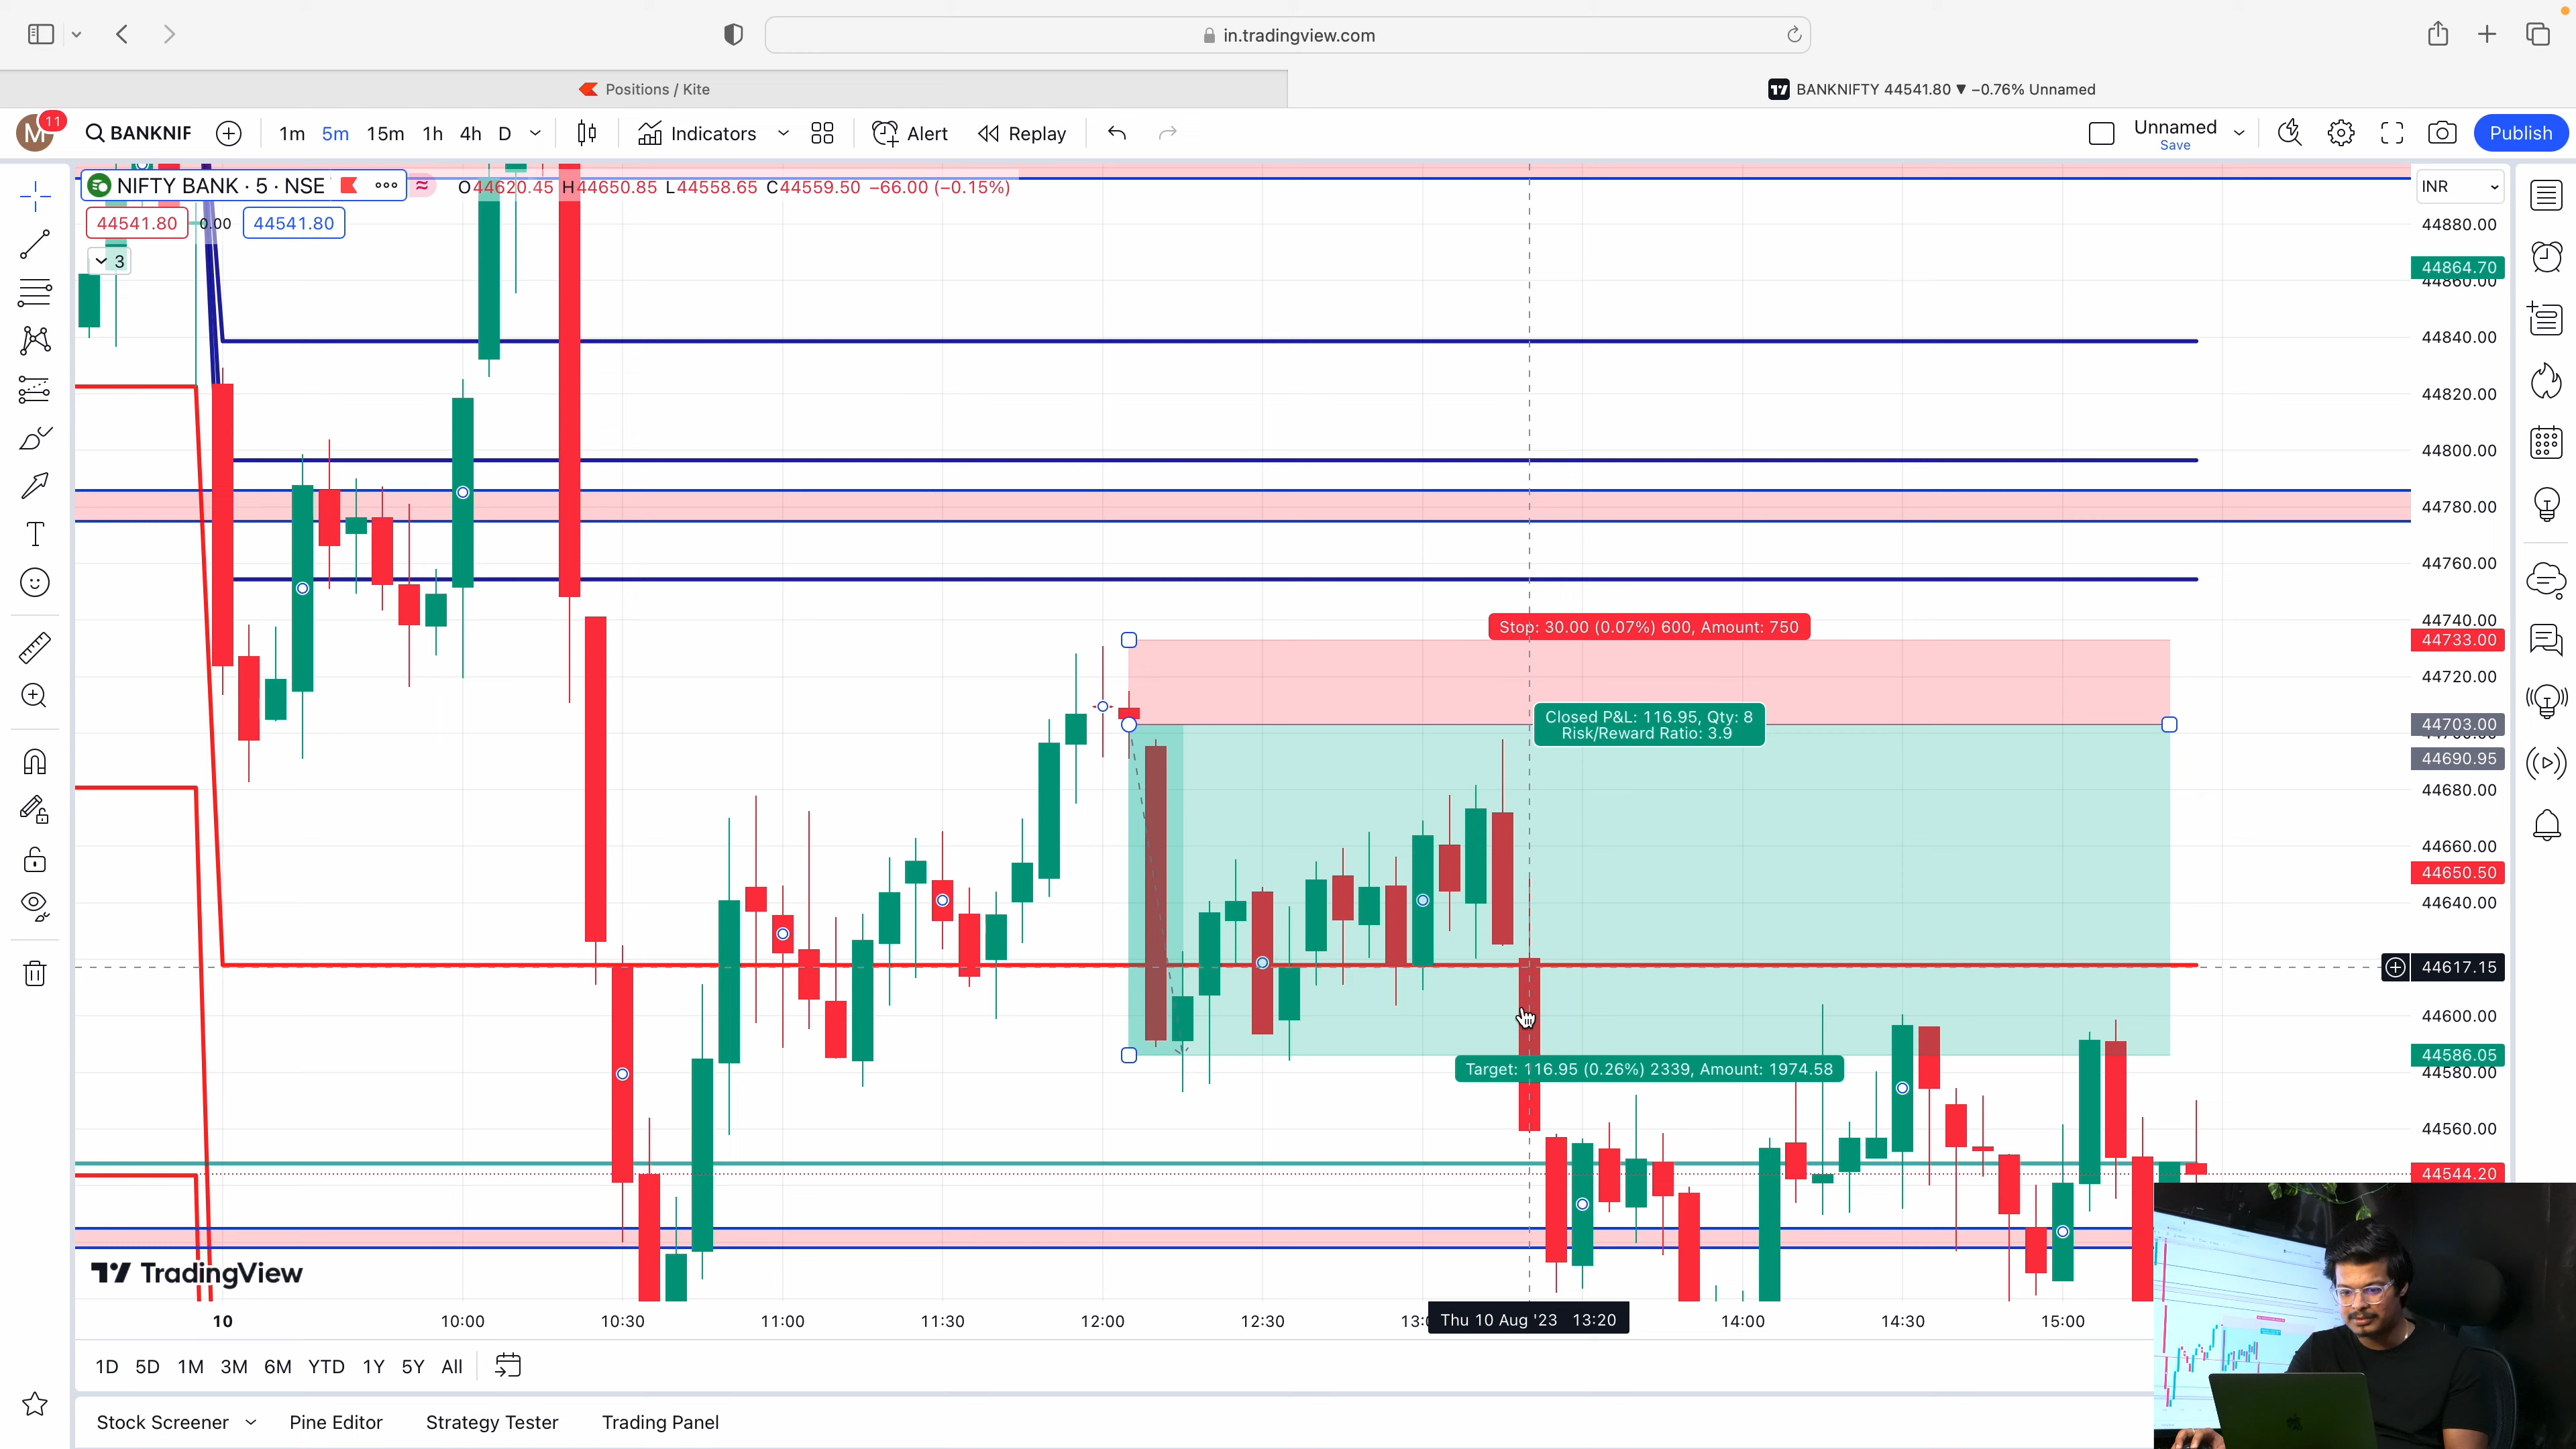 in.tradingview.com
Positions / Kite
BANKNIFTY 44541.80 ▼ −0.76% Unnamed
M
11
BANKNIF
1m 5m 15m 1h 4h D
Indicators
Alert
Replay
Unnamed
Save
Publish
NIFTY BANK · 5 · NSE
O44620.45 H44650.85 L44558.65 C44559.50 −66.00 (−0.15%)
INR
44541.80 0.00 44541.80
3
44880.00
44864.70
44860.00
44840.00
44820.00
44800.00
44780.00
44760.00
44740.00
Stop: 30.00 (0.07%) 600, Amount: 750
44733.00
44720.00
Closed P&L: 116.95, Qty: 8
Risk/Reward Ratio: 3.9
44703.00
44690.95
44680.00
44660.00
44650.50
44640.00
44617.15
44600.00
44586.05
Target: 116.95 (0.26%) 2339, Amount: 1974.58
44580.00
44560.00
44544.20
TradingView
10 10:00 10:30 11:00 11:30 12:00 12:30 Thu 10 Aug '23 13:20 14:00 14:30 15:00
1D 5D 1M 3M 6M YTD 1Y 5Y All
Stock Screener Pine Editor Strategy Tester Trading Panel